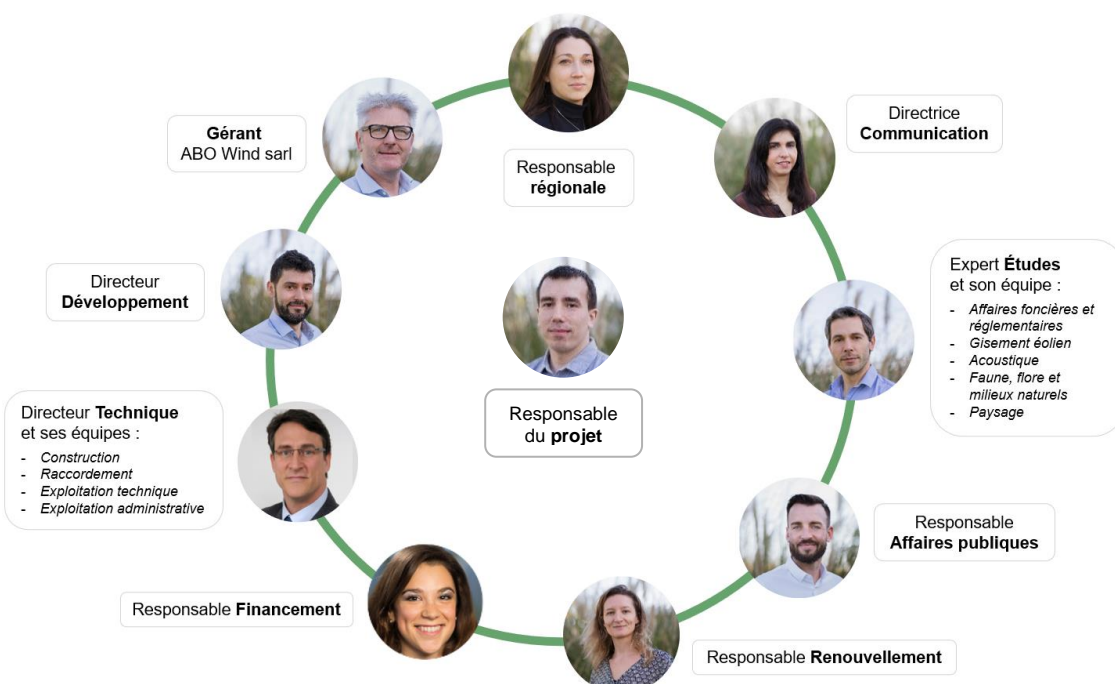 Responsable
régionale
Directrice
Communication
Gérant
ABO Wind sarl
Directeur
Développement
Expert Études
et son équipe :
- Affaires foncières et
réglementaires
- Gisement éolien
- Acoustique
- Faune, flore et
milieux naturels
- Paysage
Responsable
du projet
Directeur Technique
et ses équipes :
- Construction
- Raccordement
- Exploitation technique
- Exploitation administrative
Responsable
Affaires publiques
Responsable Financement
Responsable Renouvellement